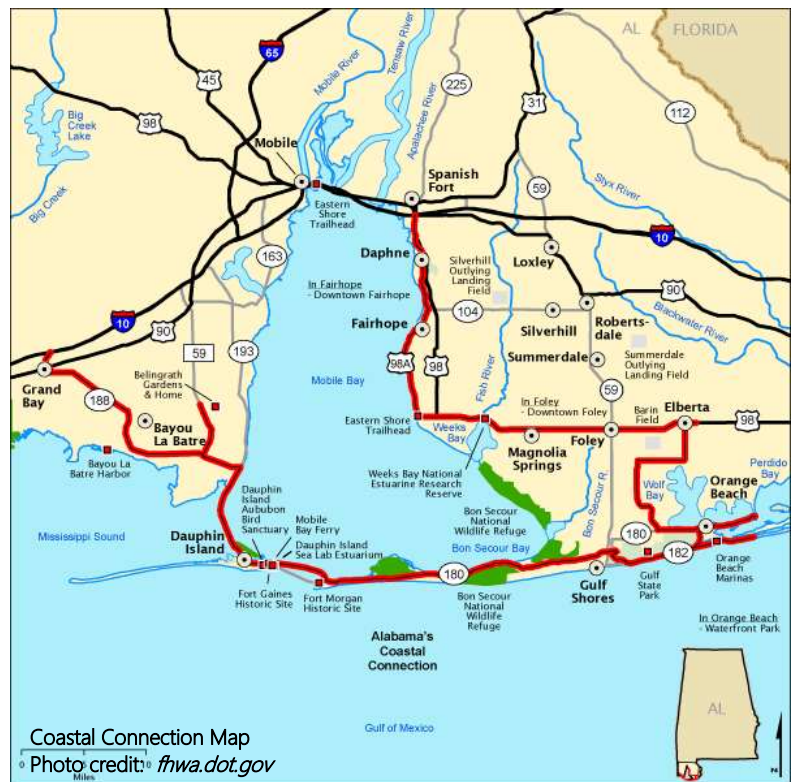 AL
FLORIDA
65
45
98
Mobile River
Tensaw River
Apalachee River
225
31
112
Big
Creek
Lake
Big Creek
Mobile
Eastern
Shore
Trailhead
Spanish
Fort
59
Styx River
10
163
Daphne
Silverhill
Outlying
Landing
Field
Loxley
In Fairhope
- Downtown Fairhope
90
10
90
104
Silverhill
Roberts-
dale
Blackwater River
Fairhope
Summerdale
Summerdale
Outlying
Landing Field
59
193
98A
98
Fish River
59
Grand
Bay
188
Belingrath
Gardens
& Home
Mobile Bay
In Foley
- Downtown Foley
Barin
Field
Elberta
98
Bayou
La Batre
Eastern Shore
Trailhead
Weeks
Bay
Magnolia
Springs
Foley
Bayou La
Batre Harbor
Weeks Bay National
Estuarine Research
Reserve
Bon Secour R.
Wolf
Bay
Orange
Beach
Perdido
Bay
Mississippi Sound
Dauphin
Island
Aububon
Bird
Sanctuary
Mobile
Bay Ferry
Dauphin Island
Sea Lab Estuarium
Bon Secour
National
Wildlife Refuge
Bon Secour Bay
Dauphin
Island
180
182
180
Fort Gaines
Historic Site
Fort Morgan
Historic Site
Bon Secour
National
Wildlife
Refuge
Gulf
Shores
Gulf
State
Park
Orange
Beach
Marinas
In Orange Beach
- Waterfront Park
Alabama's
Coastal
Connection
AL
Gulf of Mexico
Coastal Connection Map
0 5 10
Photo credit: fhwa.dot.gov
Miles
N